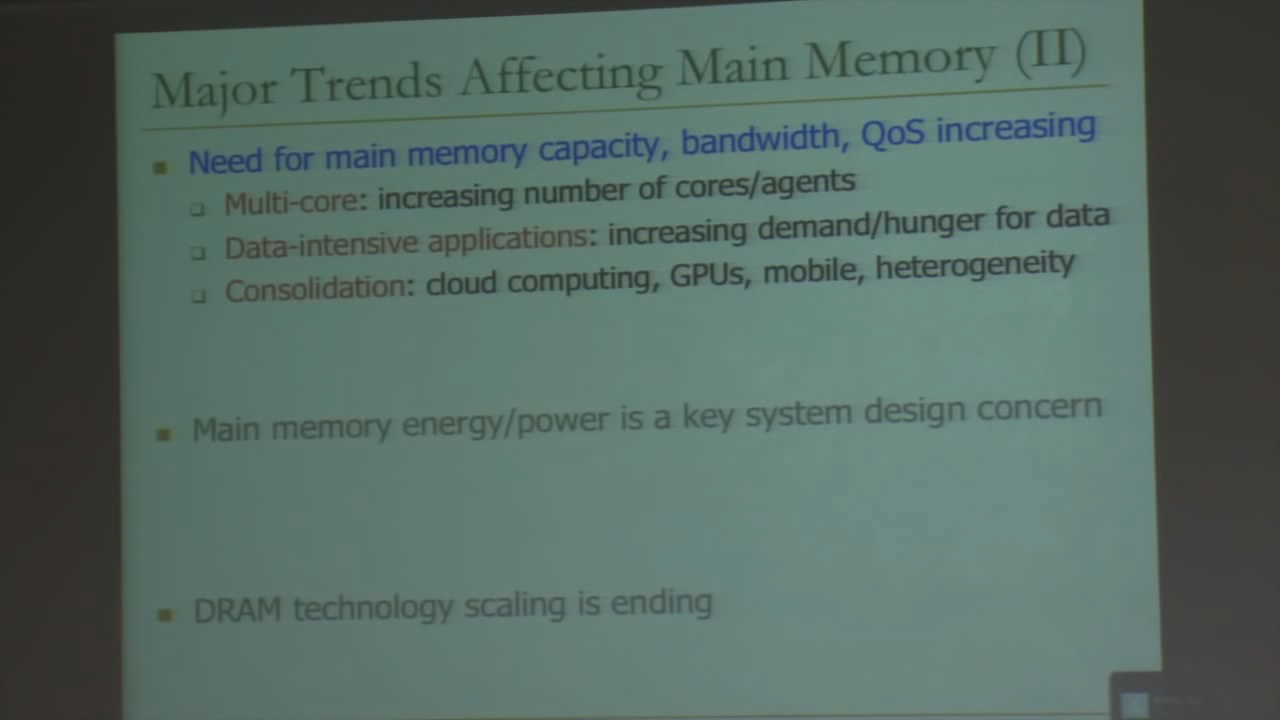 Major Trends Affecting Main Memory (II)
Need for main memory capacity, bandwidth, QoS increasing
Multi-core: increasing number of cores/agents
Data-intensive applications: increasing demand/hunger for data
Consolidation: cloud computing, GPUs, mobile, heterogeneity
Main memory energy/power is a key system design concern
DRAM technology scaling is ending